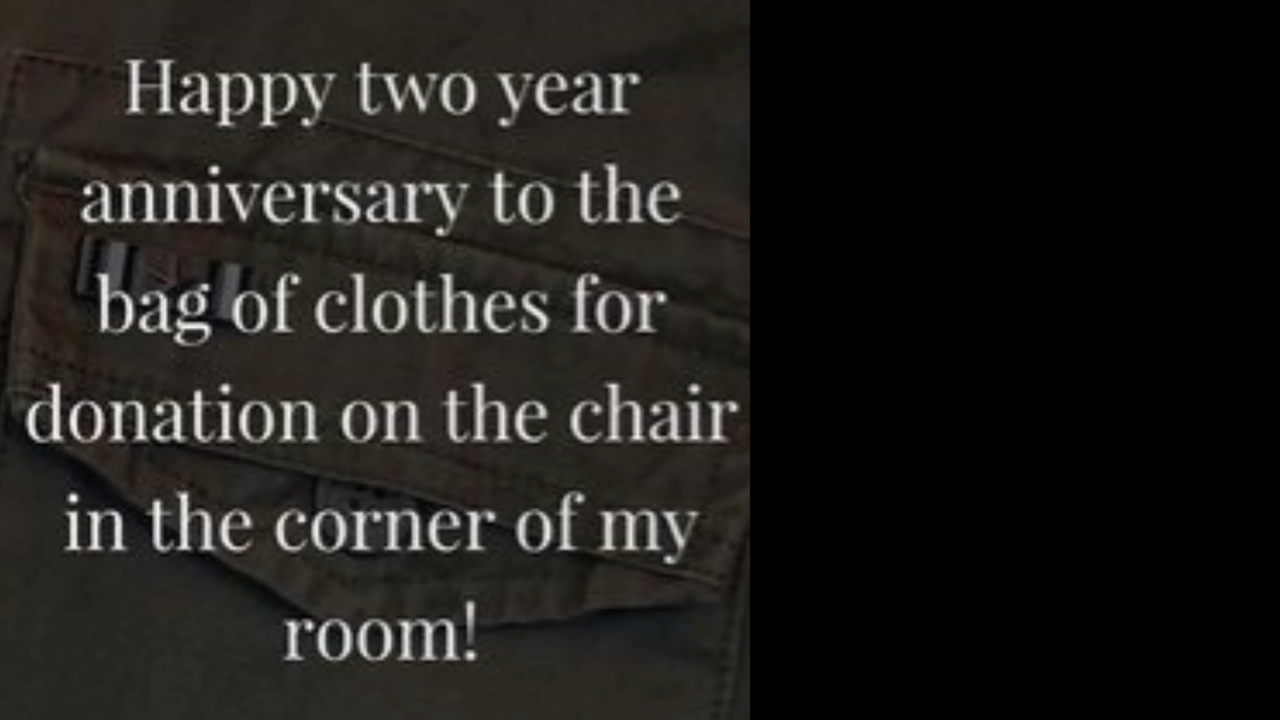 Happy two year
anniversary to the
bag of clothes for
donation on the chair
in the corner of my
room!